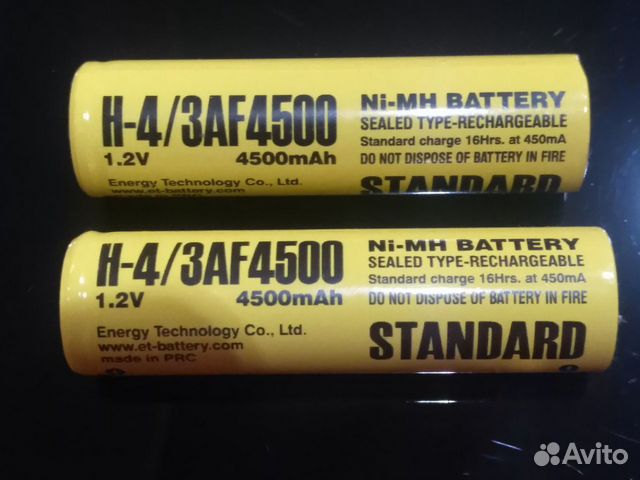 H-4/3AF4500
1.2V 4500mAh
Energy Technology Co., Ltd.
www.et-battery.com
Ni-MH BATTERY
SEALED TYPE-RECHARGEABLE
Standard charge 16Hrs. at 450mA
DO NOT DISPOSE OF BATTERY IN FIRE
STANDARD
H-4/3AF4500
1.2V 4500mAh
Energy Technology Co., Ltd.
www.et-battery.com
made in PRC
Ni-MH BATTERY
SEALED TYPE-RECHARGEABLE
Standard charge 16Hrs. at 450mA
DO NOT DISPOSE OF BATTERY IN FIRE
STANDARD
Avito